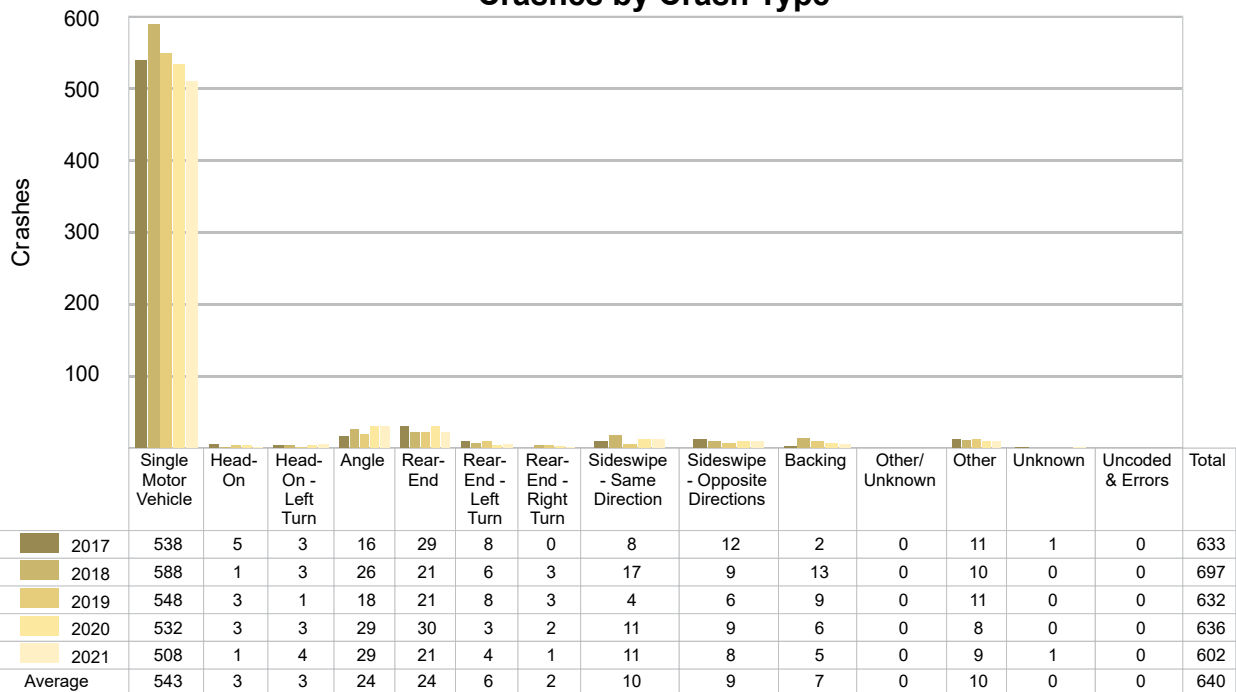 Crashes by Crash Type
600
500
400
300
200
100
Crashes
Single Motor Vehicle
Head-On
Head-On - Left Turn
Angle
Rear-End
Rear-End - Left Turn
Rear-End - Right Turn
Sideswipe - Same Direction
Sideswipe - Opposite Directions
Backing
Other/ Unknown
Other
Unknown
Uncoded & Errors
Total
2017 538 5 3 16 29 8 0 8 12 2 0 11 1 0 633
2018 588 1 3 26 21 6 3 17 9 13 0 10 0 0 697
2019 548 3 1 18 21 8 3 4 6 9 0 11 0 0 632
2020 532 3 3 29 30 3 2 11 9 6 0 8 0 0 636
2021 508 1 4 29 21 4 1 11 8 5 0 9 1 0 602
Average 543 3 3 24 24 6 2 10 9 7 0 10 0 0 640